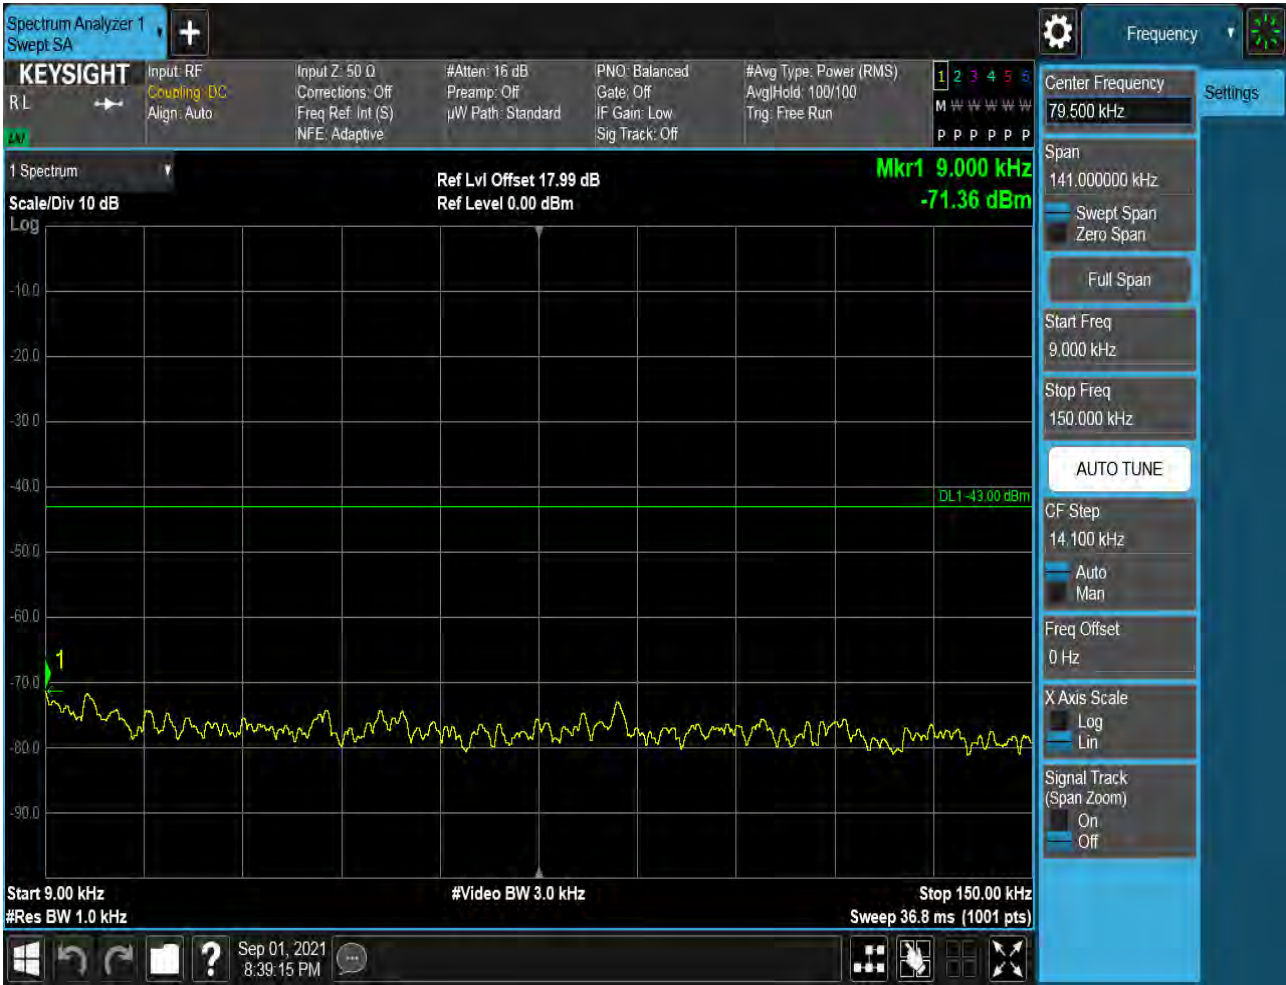 Spectrum Analyzer 1
Swept SA
Frequency
KEYSIGHT
R L
LXI
Input: RF
Coupling: DC
Align: Auto
Input Z: 50 Ω
Corrections: Off
Freq Ref: Int (S)
NFE: Adaptive
#Atten: 16 dB
Preamp: Off
µW Path: Standard
PNO: Balanced
Gate: Off
IF Gain: Low
Sig Track: Off
#Avg Type: Power (RMS)
Avg|Hold: 100/100
Trig: Free Run
1 2 3 4 5 6
M W W W W W
P P P P P P
1 Spectrum
Scale/Div 10 dB
Log
Ref Lvl Offset 17.99 dB
Ref Level 0.00 dBm
Mkr1 9.000 kHz
-71.36 dBm
-10.0
-20.0
-30.0
-40.0
DL1 -43.00 dBm
-50.0
-60.0
1
-70.0
-80.0
-90.0
Start 9.00 kHz
#Video BW 3.0 kHz
Stop 150.00 kHz
#Res BW 1.0 kHz
Sweep 36.8 ms (1001 pts)
Sep 01, 2021
8:39:15 PM
Center Frequency
79.500 kHz
Settings
Span
141.000000 kHz
Swept Span
Zero Span
Full Span
Start Freq
9.000 kHz
Stop Freq
150.000 kHz
AUTO TUNE
CF Step
14.100 kHz
Auto
Man
Freq Offset
0 Hz
X Axis Scale
Log
Lin
Signal Track
(Span Zoom)
On
Off